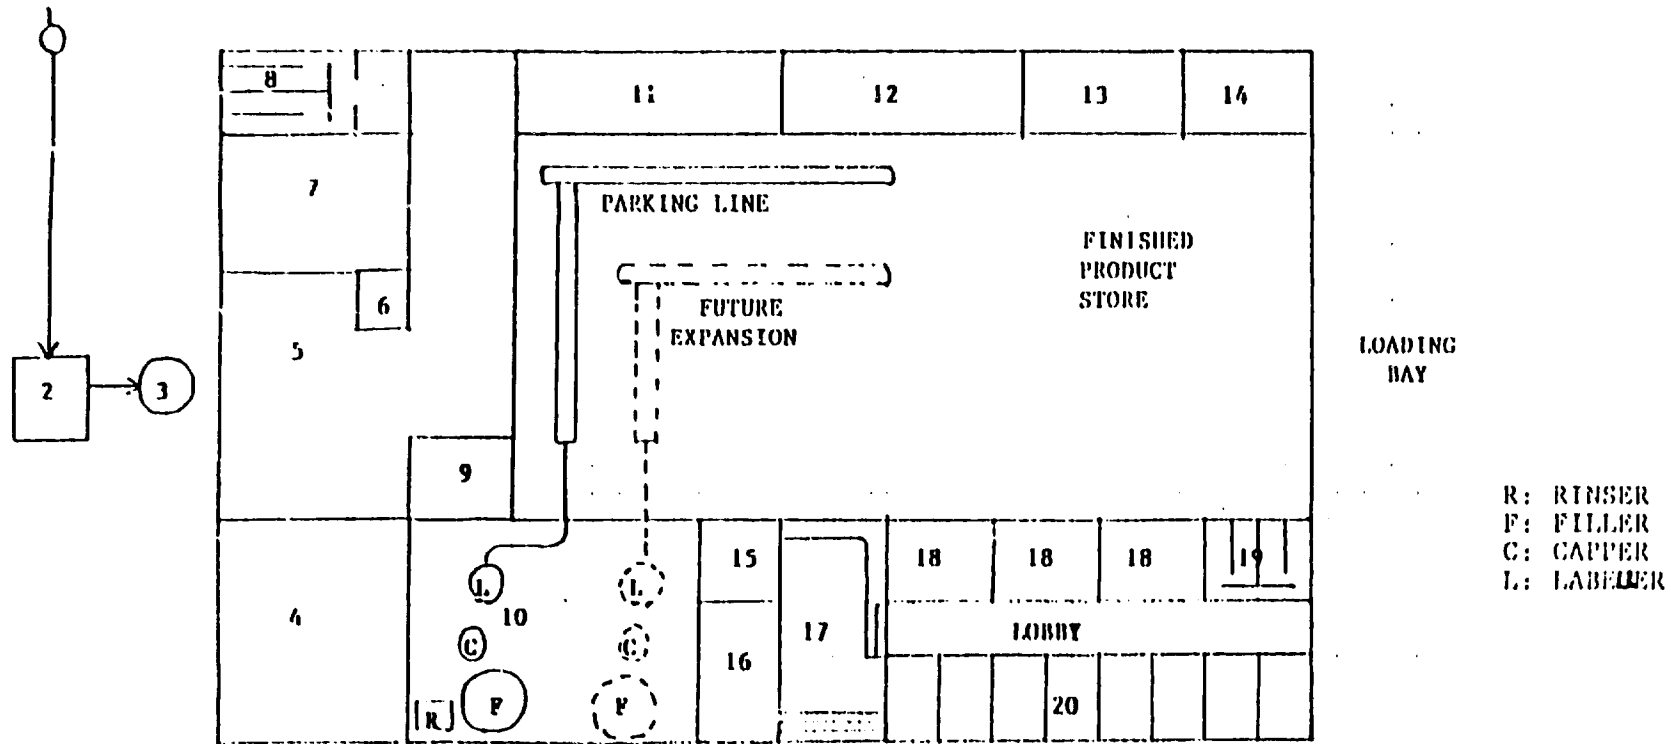 8
11
12
13
14
7
PARKING LINE
FINISHED
PRODUCT
STORE
6
FUTURE
EXPANSION
5
LOADING
BAY
2
3
9
R: RINSER
F: FILLER
C: CAPPER
L: LABELLER
15
18
18
18
19
L
L
4
10
17
LOBBY
C
C
16
R
F
F
20